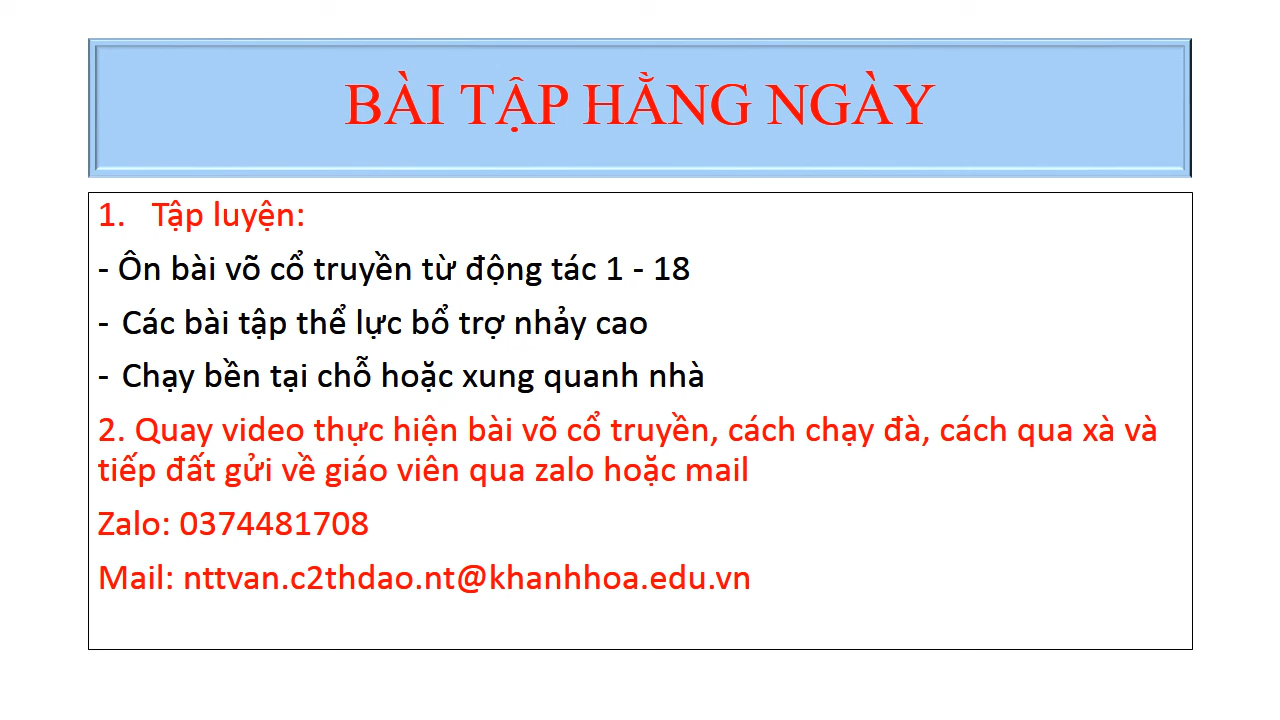 BÀI TẬP HẰNG NGÀY
1. Tập luyện:
- Ôn bài võ cổ truyền từ động tác 1 - 18
- Các bài tập thể lực bổ trợ nhảy cao
- Chạy bền tại chỗ hoặc xung quanh nhà
2. Quay video thực hiện bài võ cổ truyền, cách chạy đà, cách qua xà và
tiếp đất gửi về giáo viên qua zalo hoặc mail
Zalo: 0374481708
Mail: nttvan.c2thdao.nt@khanhhoa.edu.vn